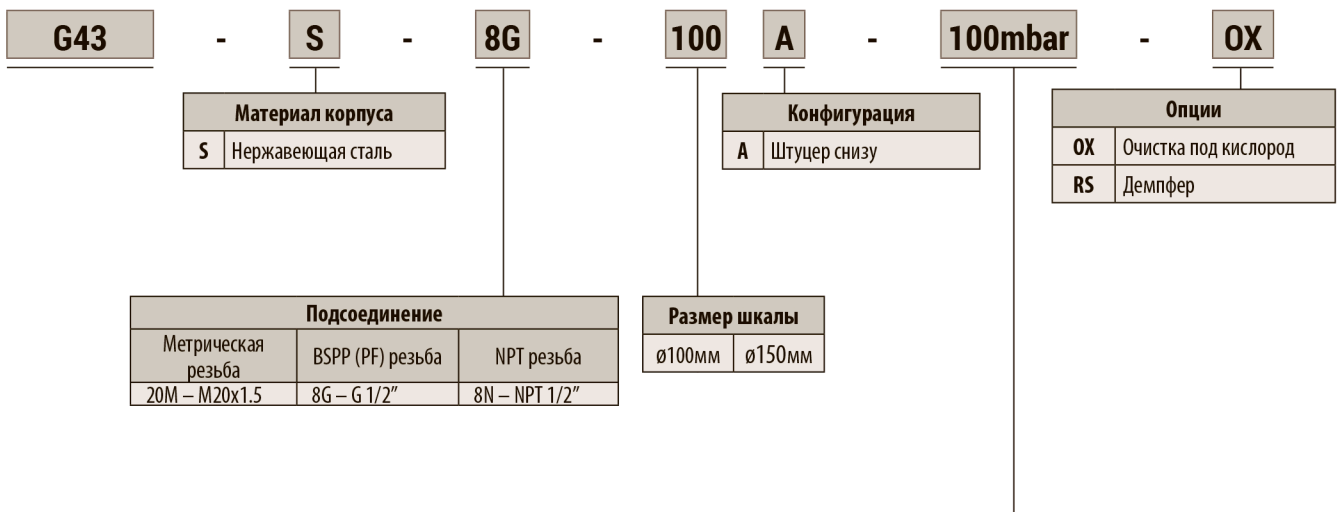 G43 - S - 8G - 100 A - 100mbar - OX
Материал корпуса
S Нержавеющая сталь
Конфигурация
A Штуцер снизу
Опции
OX Очистка под кислород
RS Демпфер
Подсоединение
Метрическая
резьба
BSPP (PF) резьба
NPT резьба
20M – M20x1.5 8G – G 1/2” 8N – NPT 1/2”
Размер шкалы
ø100мм ø150мм